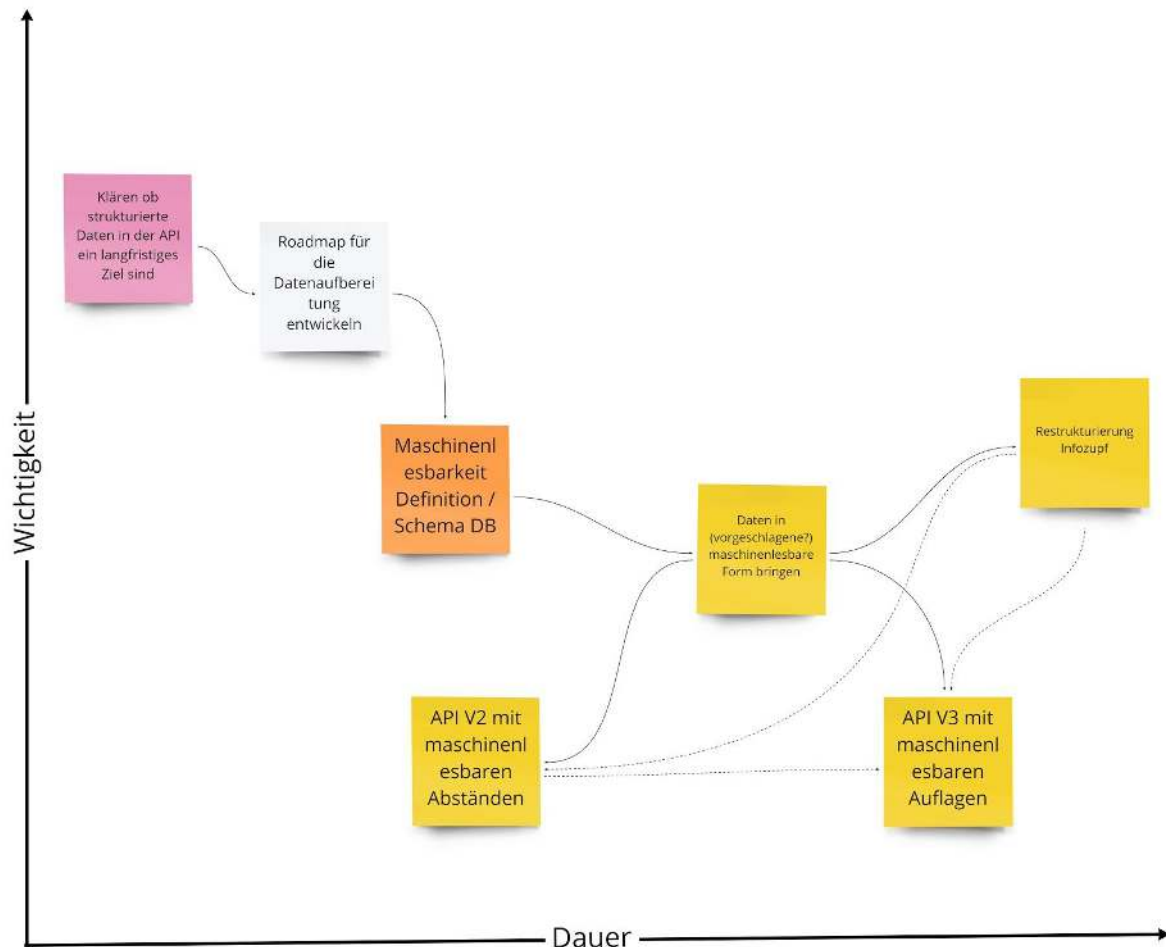 Klären ob
strukturierte
Daten in der API
ein langfristiges
Ziel sind
Roadmap für
die
Datenaufberei
tung
entwickeln
Maschinenl
esbarkeit
Definition /
Schema DB
Restrukturierung
Infozupf
Daten in
(vorgeschlagene?)
maschinenlesbare
Form bringen
API V2 mit
maschinenl
esbaren
Abständen
API V3 mit
maschinenl
esbaren
Auflagen
Wichtigkeit
Dauer